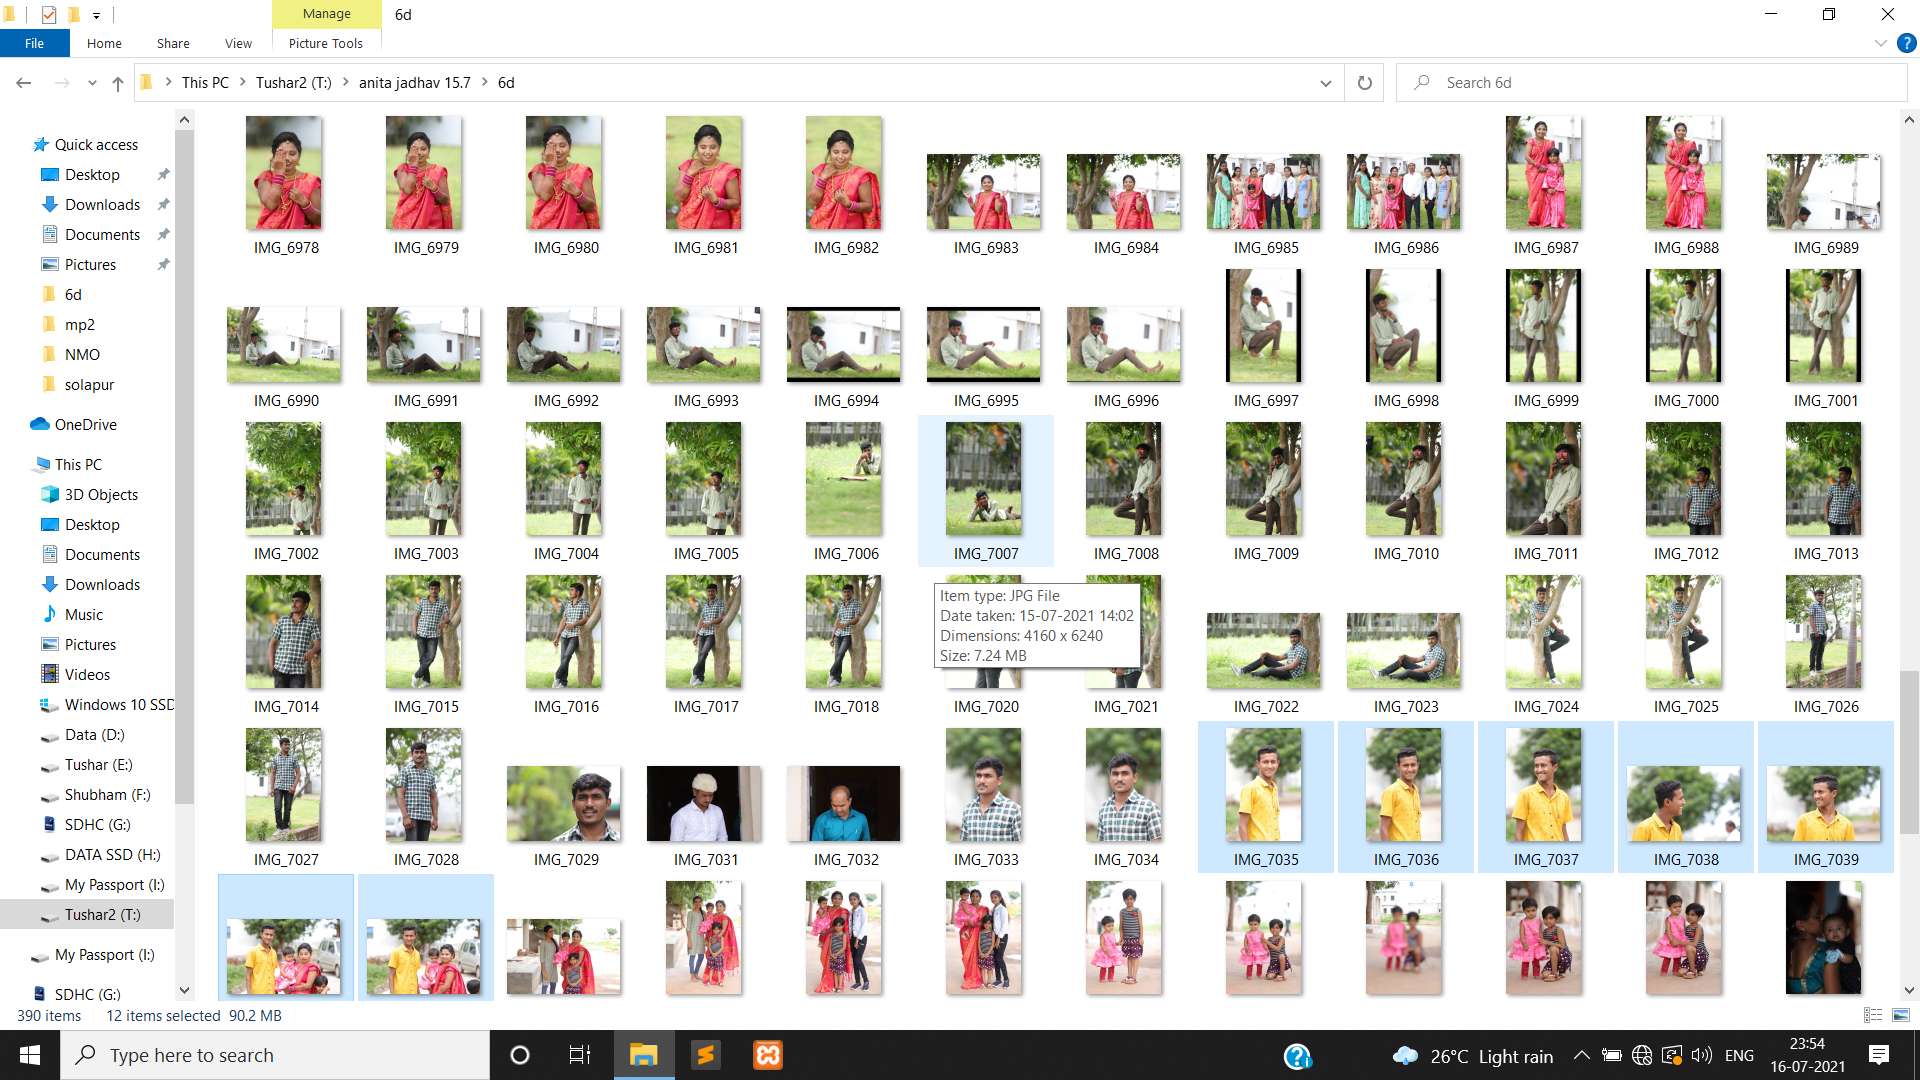 Manage
6d
File
Home
Share
View
Picture Tools
This PC
Tushar2 (T:)
anita jadhav 15.7
6d
Search 6d
Quick access
Desktop
Downloads
Documents
Pictures
6d
mp2
NMO
solapur
OneDrive
This PC
3D Objects
Desktop
Documents
Downloads
Music
Pictures
Videos
Windows 10 SSD
Data (D:)
Tushar (E:)
Shubham (F:)
SDHC (G:)
DATA SSD (H:)
My Passport (I:)
Tushar2 (T:)
My Passport (I:)
SDHC (G:)
IMG_6978 IMG_6979 IMG_6980 IMG_6981 IMG_6982 IMG_6983 IMG_6984 IMG_6985 IMG_6986 IMG_6987 IMG_6988 IMG_6989
IMG_6990 IMG_6991 IMG_6992 IMG_6993 IMG_6994 IMG_6995 IMG_6996 IMG_6997 IMG_6998 IMG_6999 IMG_7000 IMG_7001
IMG_7002 IMG_7003 IMG_7004 IMG_7005 IMG_7006 IMG_7007 IMG_7008 IMG_7009 IMG_7010 IMG_7011 IMG_7012 IMG_7013
Item type: JPG File
Date taken: 15-07-2021 14:02
Dimensions: 4160 x 6240
Size: 7.24 MB
IMG_7014 IMG_7015 IMG_7016 IMG_7017 IMG_7018 IMG_7020 IMG_7021 IMG_7022 IMG_7023 IMG_7024 IMG_7025 IMG_7026
IMG_7027 IMG_7028 IMG_7029 IMG_7031 IMG_7032 IMG_7033 IMG_7034 IMG_7035 IMG_7036 IMG_7037 IMG_7038 IMG_7039
390 items 12 items selected 90.2 MB
Type here to search
26°C Light rain
ENG
23:54
16-07-2021